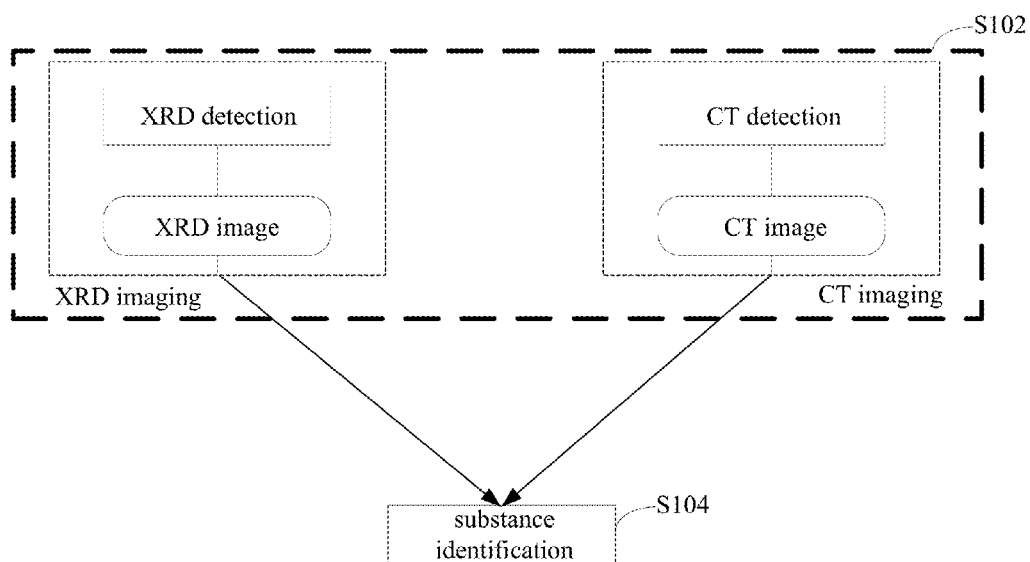 S102
XRD detection
CT detection
XRD image
CT image
XRD imaging
CT imaging
S104
substance
identification